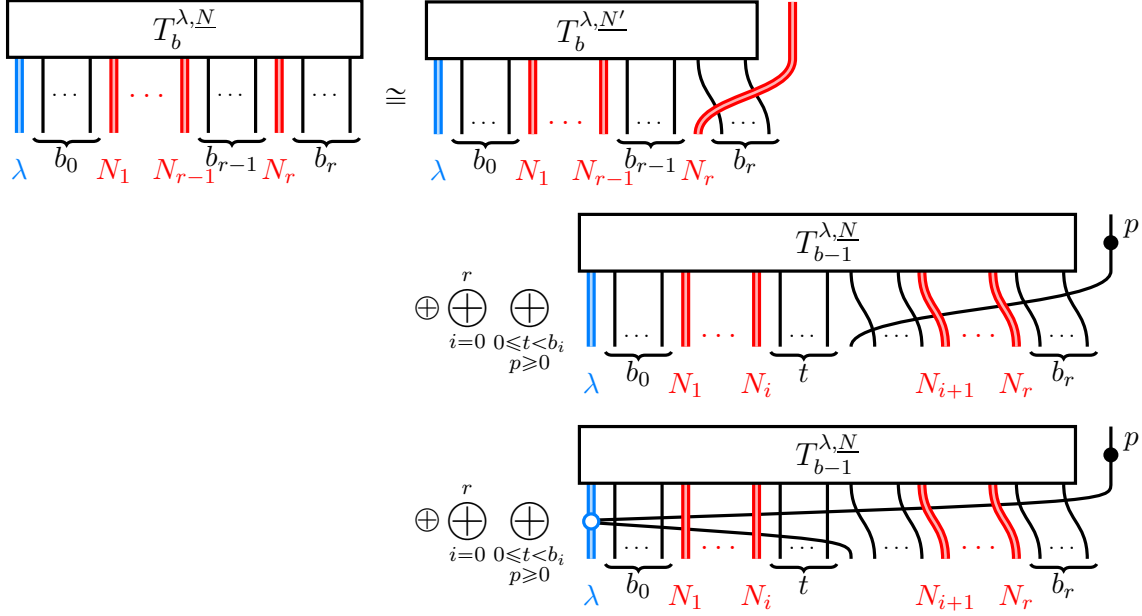 T_b^{λ,N} T_b^{λ,N'}
... ... ... ... ≅ ... ... ... ...
b_0 b_{r-1} b_r b_0 b_{r-1} b_r
λ N_1 N_{r-1} N_r λ N_1 N_{r-1} N_r
T_{b-1}^{λ,N} p
⊕ ⊕_{i=0}^{r} ⊕_{0≤t<b_i p≥0} ... ... ... ... ... ...
b_0 t b_r
λ N_1 N_i N_{i+1} N_r
T_{b-1}^{λ,N} p
⊕ ⊕_{i=0}^{r} ⊕_{0≤t<b_i p≥0} ... ... ... ... ... ...
b_0 t b_r
λ N_1 N_i N_{i+1} N_r